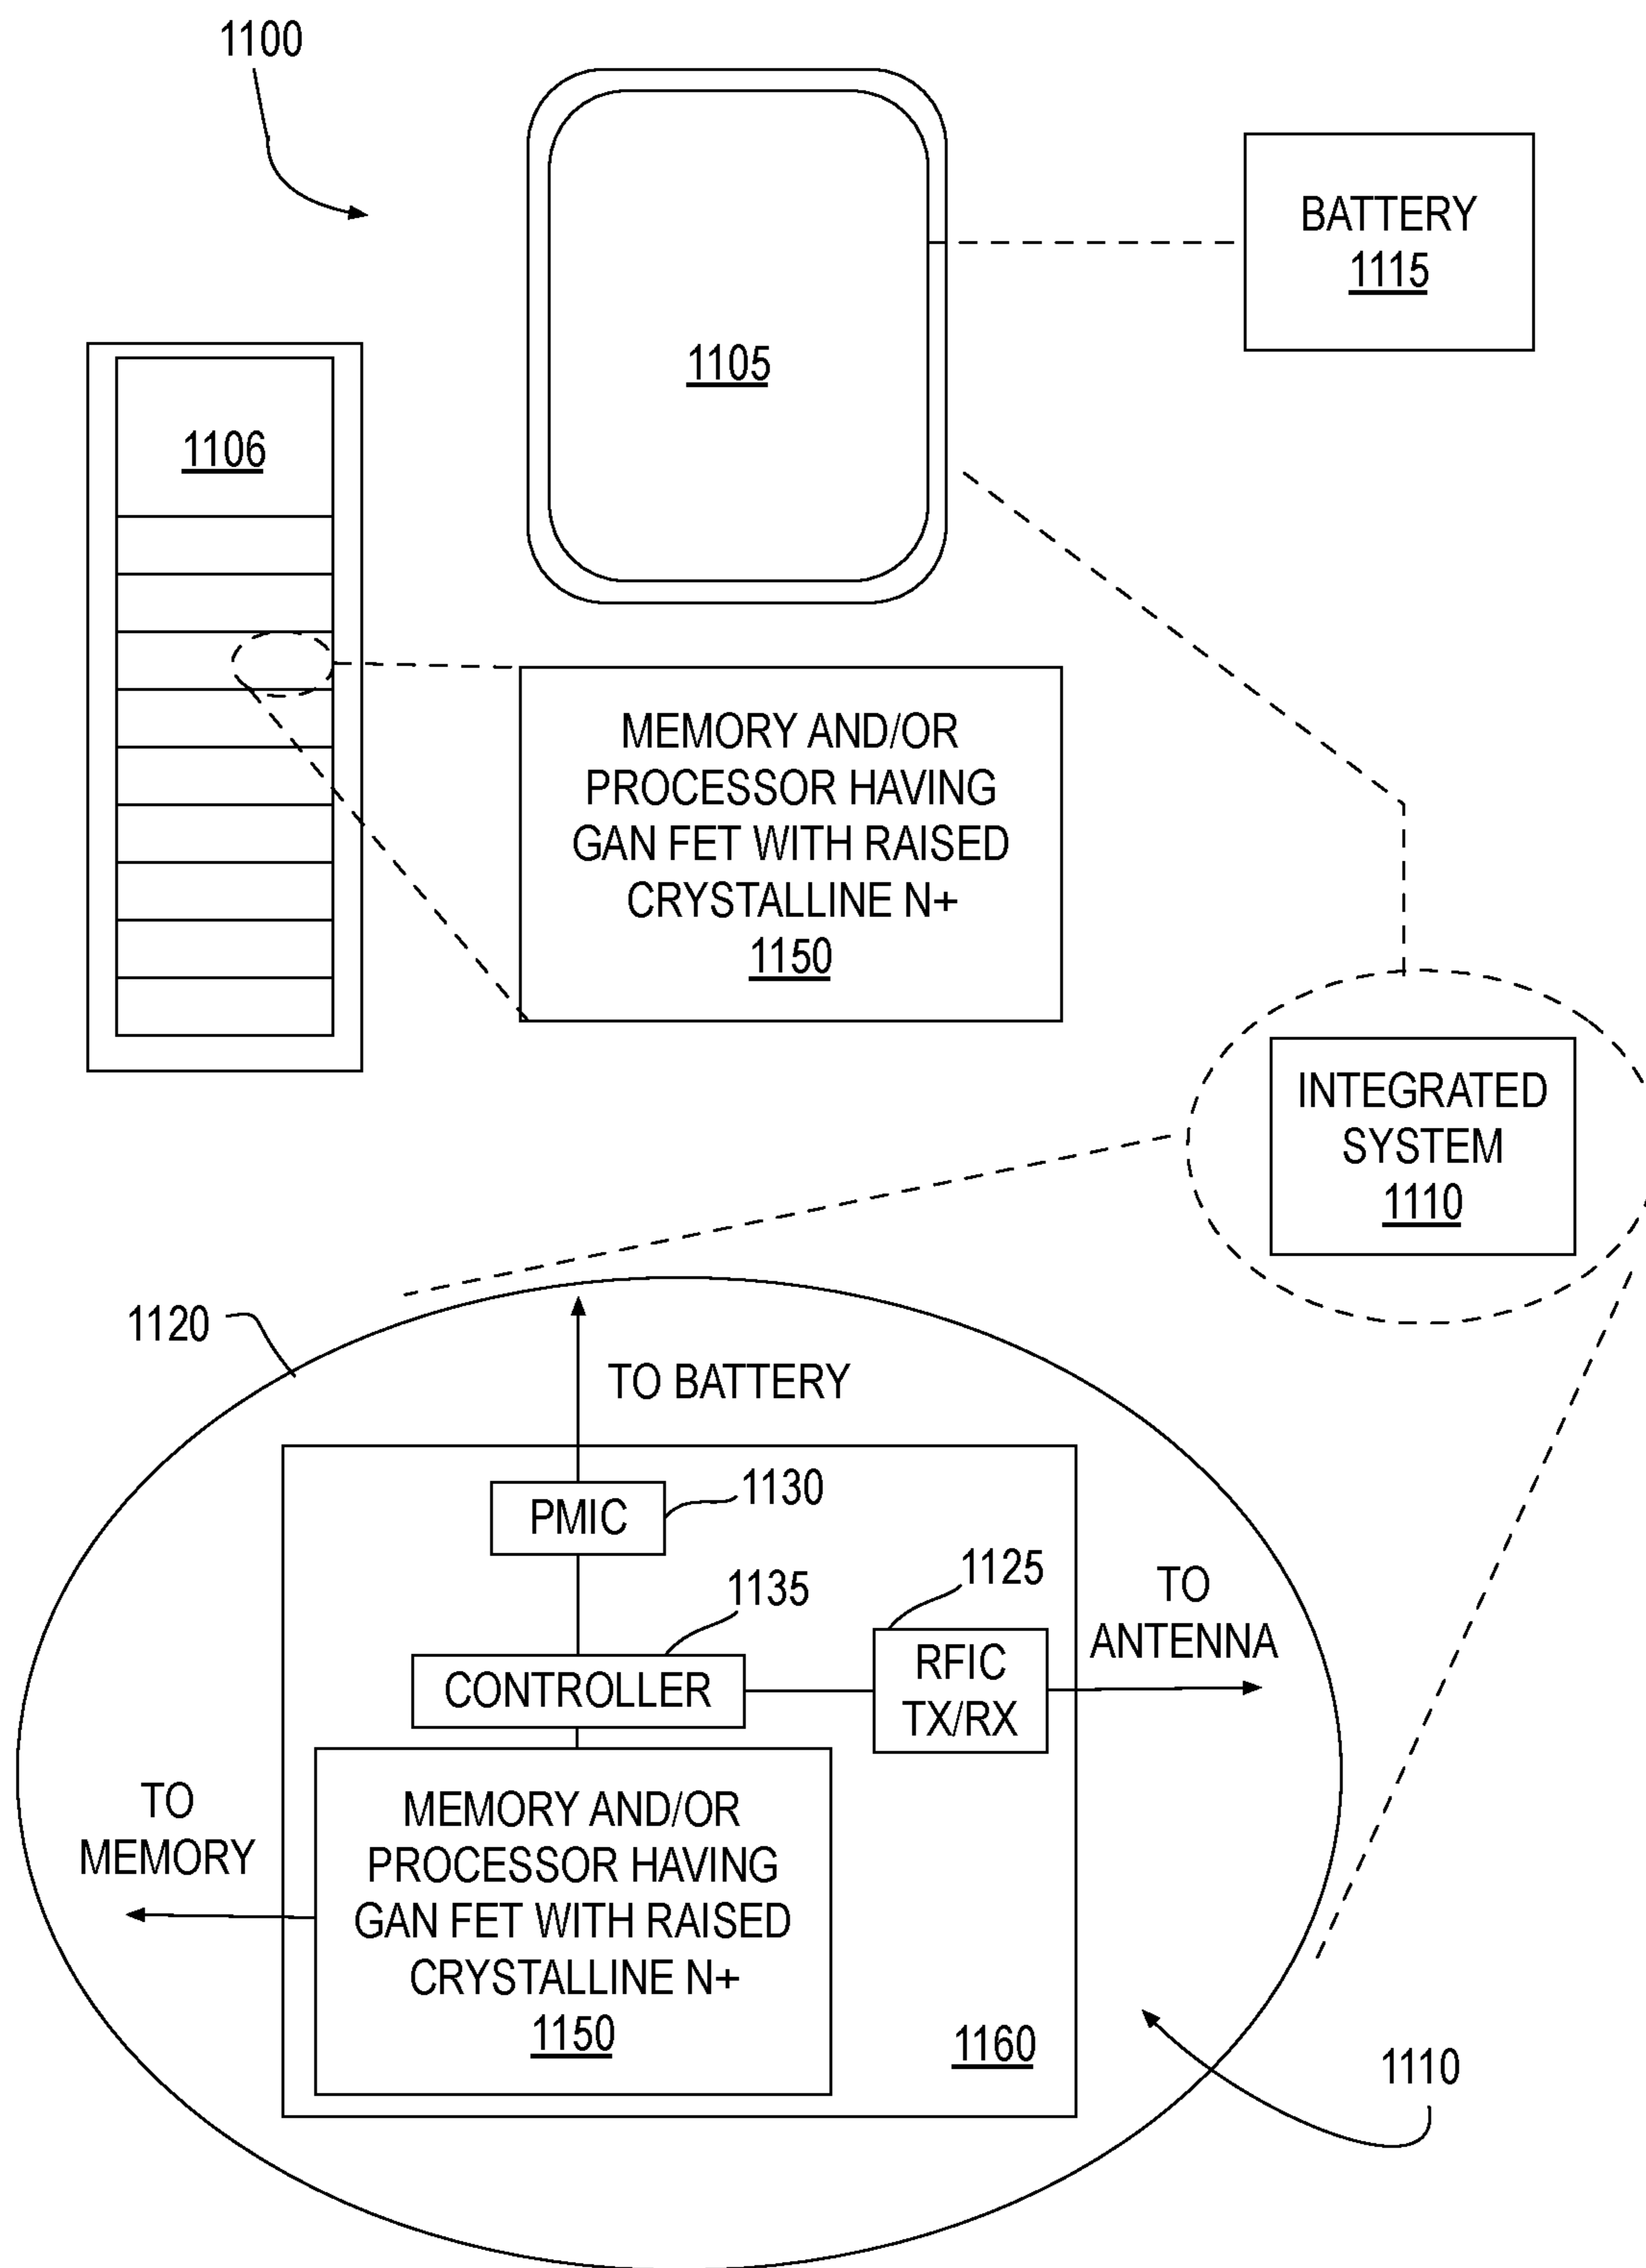 1100
BATTERY
1115
1105
1106
MEMORY AND/OR
PROCESSOR HAVING
GAN FET WITH RAISED
CRYSTALLINE N+
1150
INTEGRATED
SYSTEM
1110
1120
TO BATTERY
1130
PMIC
1125
1135
TO
ANTENNA
RFIC
TX/RX
CONTROLLER
TO
MEMORY
MEMORY AND/OR
PROCESSOR HAVING
GAN FET WITH RAISED
CRYSTALLINE N+
1150
1160
1110